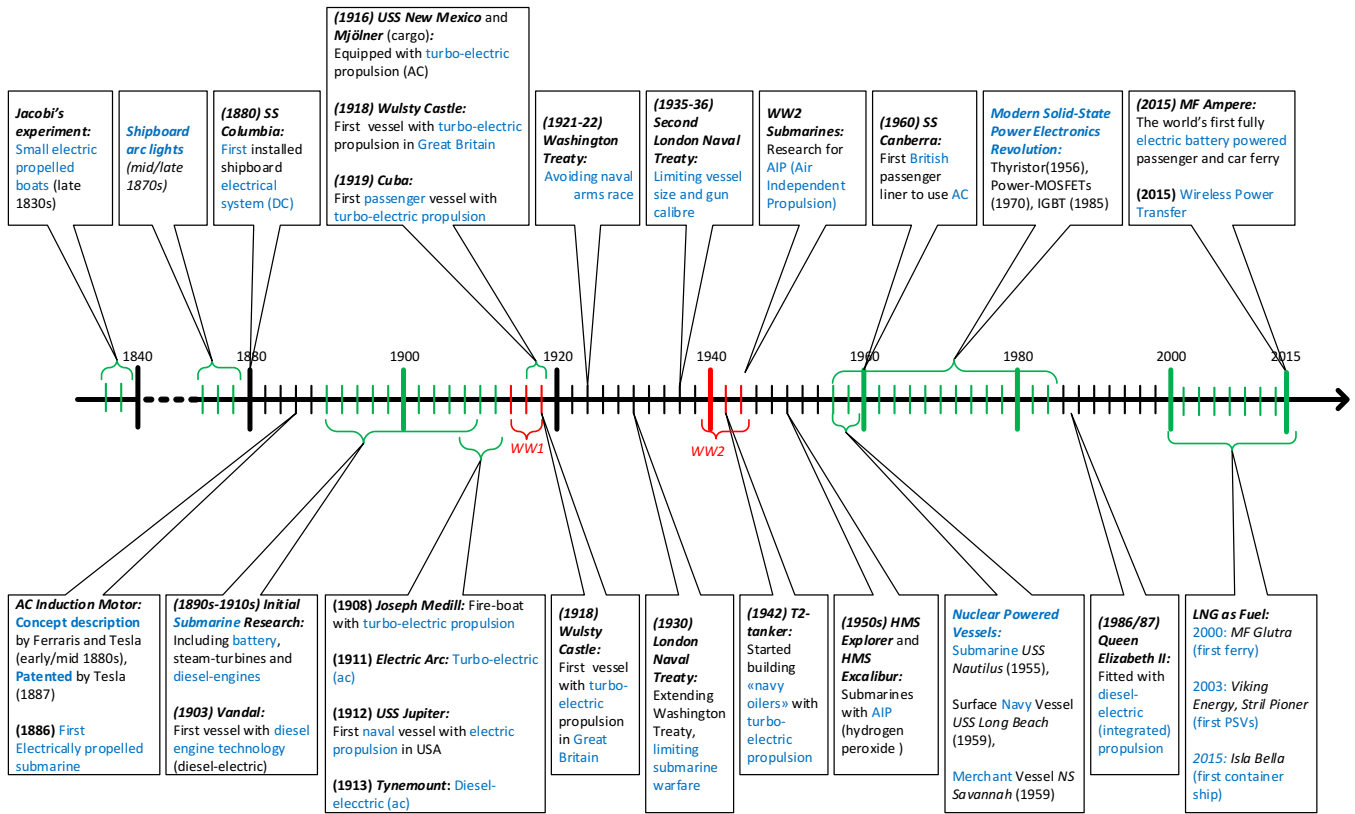 Jacobi's
experiment:
Small electric
propelled
boats (late
1830s)
Shipboard
arc lights
(mid/late
1870s)
(1880) SS
Columbia:
First installed
shipboard
electrical
system (DC)
(1916) USS New Mexico and
Mjölner (cargo):
Equipped with turbo-electric
propulsion (AC)
(1918) Wulsty Castle:
First vessel with turbo-electric
propulsion in Great Britain
(1919) Cuba:
First passenger vessel with
turbo-electric propulsion
(1921-22)
Washington
Treaty:
Avoiding naval
arms race
(1935-36)
Second
London Naval
Treaty:
Limiting vessel
size and gun
calibre
WW2
Submarines:
Research for
AIP (Air
Independent
Propulsion)
(1960) SS
Canberra:
First British
passenger
liner to use AC
Modern Solid-State
Power Electronics
Revolution:
Thyristor(1956),
Power-MOSFETs
(1970), IGBT (1985)
(2015) MF Ampere:
The world's first fully
electric battery powered
passenger and car ferry
(2015) Wireless Power
Transfer
1840
1880
1900
1920
1940
1960
1980
2000
2015
WW1
WW2
AC Induction Motor:
Concept description
by Ferraris and Tesla
(early/mid 1880s),
Patented by Tesla
(1887)
(1886) First
Electrically propelled
submarine
(1890s-1910s) Initial
Submarine Research:
Including battery,
steam-turbines and
diesel-engines
(1903) Vandal:
First vessel with diesel
engine technology
(diesel-electric)
(1908) Joseph Medill: Fire-boat
with turbo-electric propulsion
(1911) Electric Arc: Turbo-electric
(ac)
(1912) USS Jupiter:
First naval vessel with electric
propulsion in USA
(1913) Tynemount: Diesel-
elecctric (ac)
(1918)
Wulsty
Castle:
First vessel
with turbo-
electric
propulsion
in Great
Britain
(1930)
London
Naval
Treaty:
Extending
Washington
Treaty,
limiting
submarine
warfare
(1942) T2-
tanker:
Started
building
«navy
oilers» with
turbo-
electric
propulsion
(1950s) HMS
Explorer and
HMS
Excalibur:
Submarines
with AIP
(hydrogen
peroxide )
Nuclear Powered
Vessels:
Submarine USS
Nautilus (1955),
Surface Navy Vessel
USS Long Beach
(1959),
Merchant Vessel NS
Savannah (1959)
(1986/87)
Queen
Elizabeth II:
Fitted with
diesel-
electric
(integrated)
propulsion
LNG as Fuel:
2000: MF Glutra
(first ferry)
2003: Viking
Energy, Stril Pioner
(first PSVs)
2015: Isla Bella
(first container
ship)